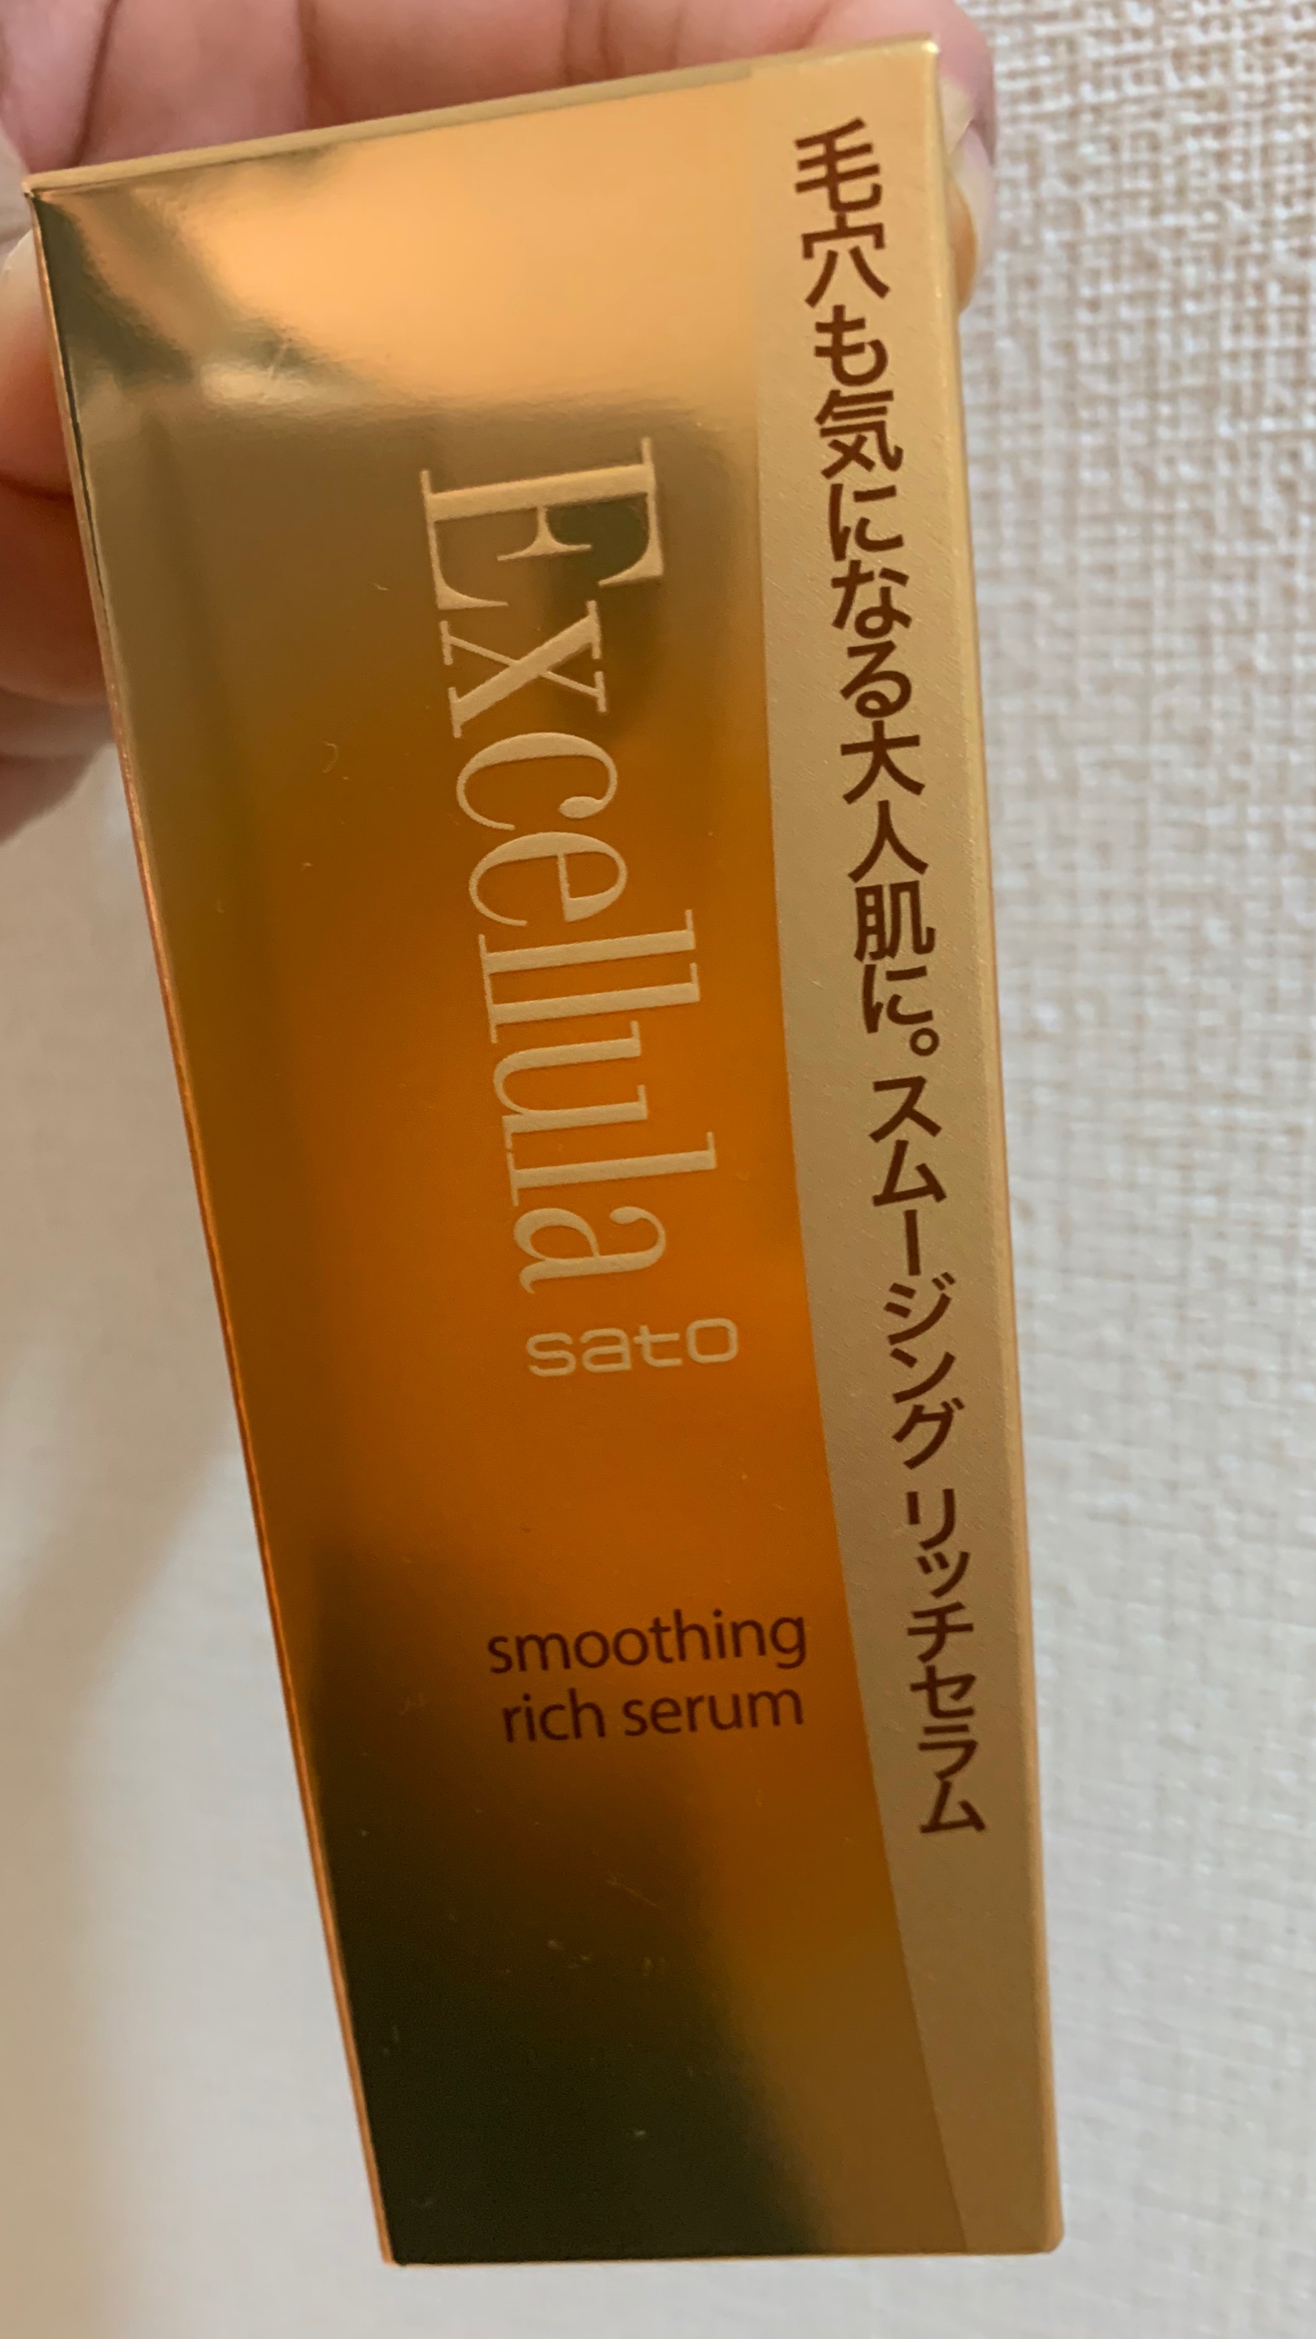 毛穴も気になる大人肌に。スムージング リッチセラム
Excellula
sato
smoothing
rich serum